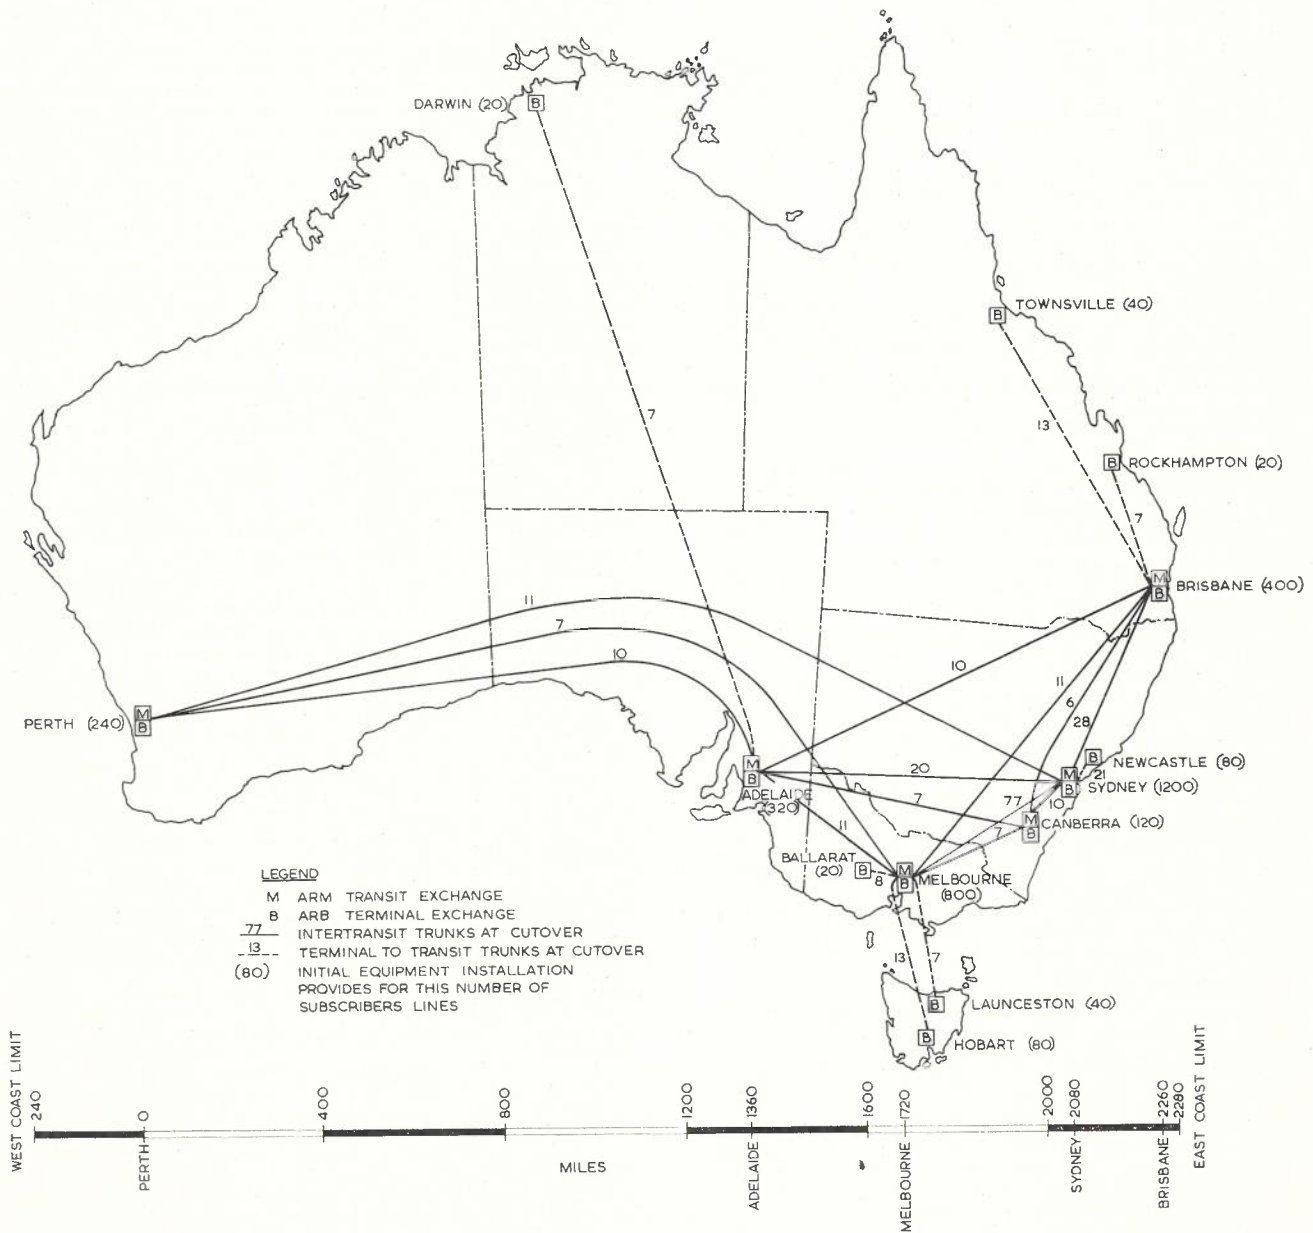 DARWIN (20)
B
TOWNSVILLE (40)
B
7
13
B
ROCKHAMPTON (20)
7
M
B
BRISBANE (400)
11
7
10
10
11
6
28
PERTH (240)
M
B
B
NEWCASTLE (80)
21
M
B
ADELAIDE
(320)
20
M
B
SYDNEY (1200)
77
10
7
M
B
CANBERRA (120)
11
7
BALLARAT
(20)
B
8
M
B
MELBOURNE
(800)
13
7
B
LAUNCESTON (40)
B
HOBART (80)
LEGEND
M ARM TRANSIT EXCHANGE
B ARB TERMINAL EXCHANGE
77 INTERTRANSIT TRUNKS AT CUTOVER
13 TERMINAL TO TRANSIT TRUNKS AT CUTOVER
(80) INITIAL EQUIPMENT INSTALLATION
PROVIDES FOR THIS NUMBER OF
SUBSCRIBERS LINES
WEST COAST LIMIT
240
0
400
800
1200
1360
1600
1720
2000
2080
2260
2280
EAST COAST LIMIT
PERTH
MILES
ADELAIDE
MELBOURNE
SYDNEY
BRISBANE